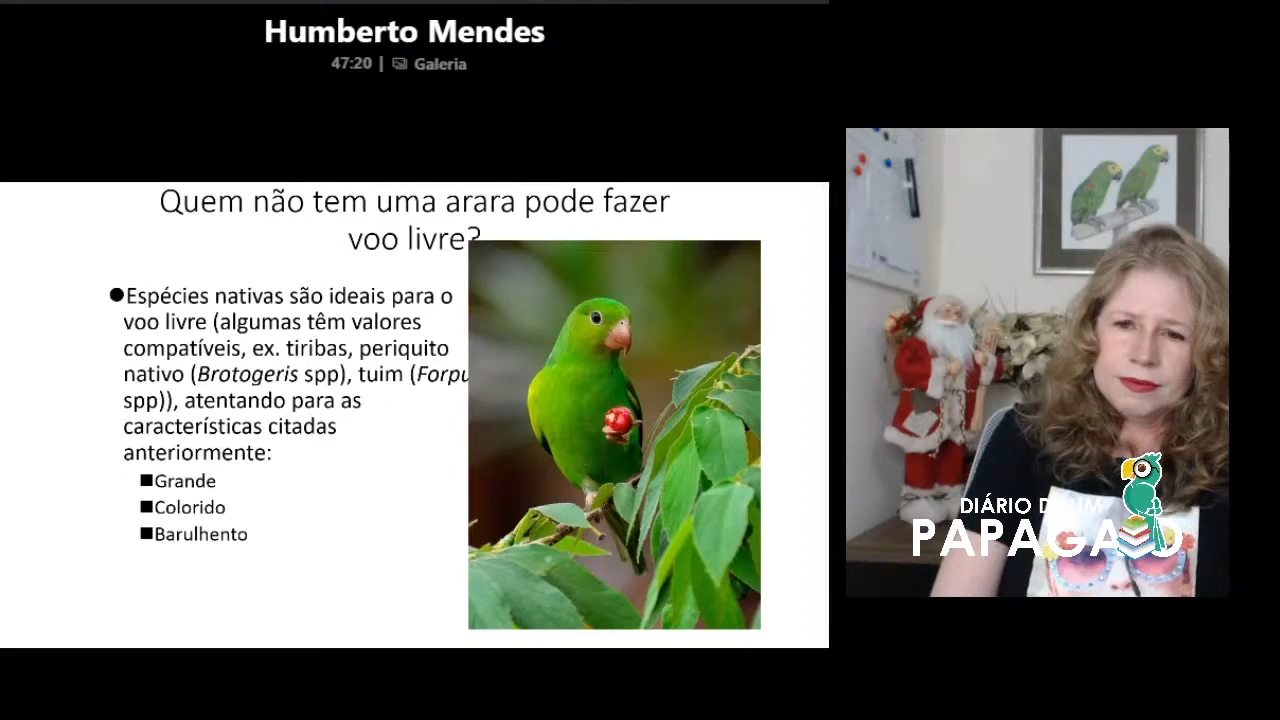 Humberto Mendes
47:20 | Galeria
Quem não tem uma arara pode fazer
voo livre?
●Espécies nativas são ideais para o
voo livre (algumas têm valores
compatíveis, ex. tiribas, periquito
nativo (Brotogeris spp), tuim (Forpu
spp)), atentando para as
características citadas
anteriormente:
■Grande
■Colorido
■Barulhento
DIÁRIO D UM
PAPAGA O